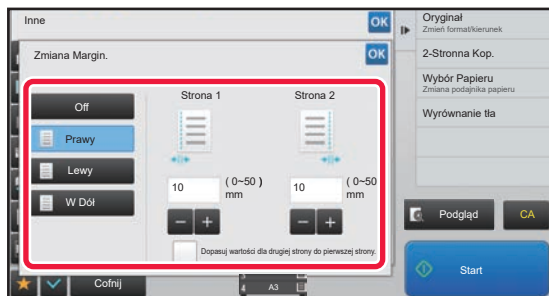 Inne
OK
Zmiana Margin.
OK
Off
Prawy
Lewy
W Dół
Strona 1
Strona 2
10
( 0~50 )
mm
10
( 0~50
mm
Dopasuj wartości dla drugiej strony do pierwszej strony.
Cofnij
4
A3
Oryginał
Zmień format/kierunek
2-Stronna Kop.
Wybór Papieru
Zmiana podajnika papieru
Wyrównanie tła
Podgląd
CA
Start